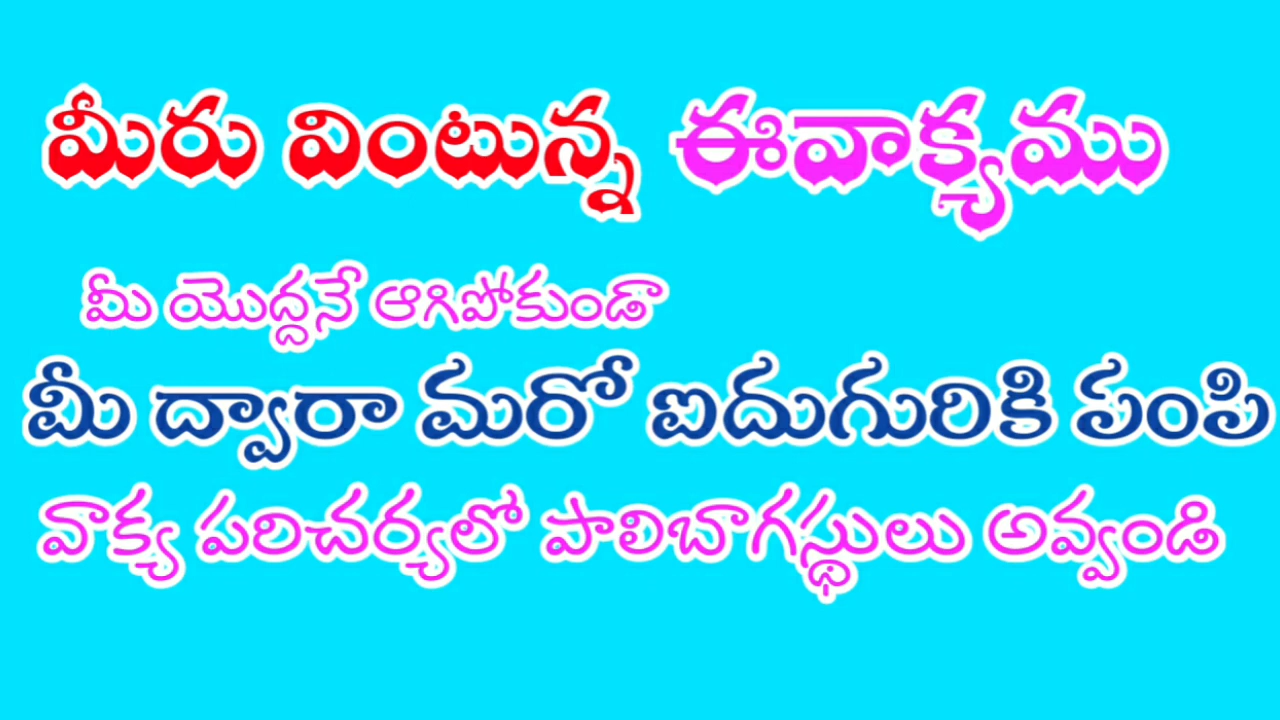 మీరు వింటున్న ఈవాక్యము
మీ యొద్దనే ఆగిపోకుండా
మీ ద్వారా మరో ఐదుగురికి పంపి
వాక్య పరిచర్యలో పాలిబాగస్థులు అవ్వండి